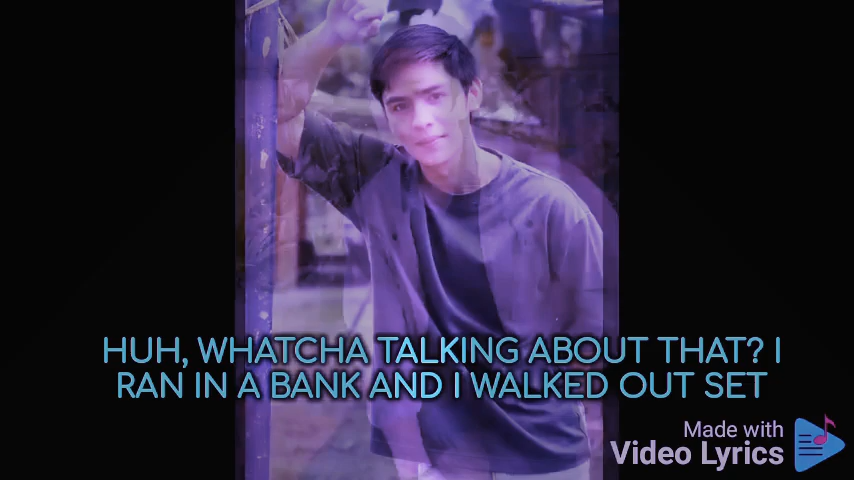 HUH, WHATCHA TALKING ABOUT THAT? I
RAN IN A BANK AND I WALKED OUT SET
Made with
Video Lyrics